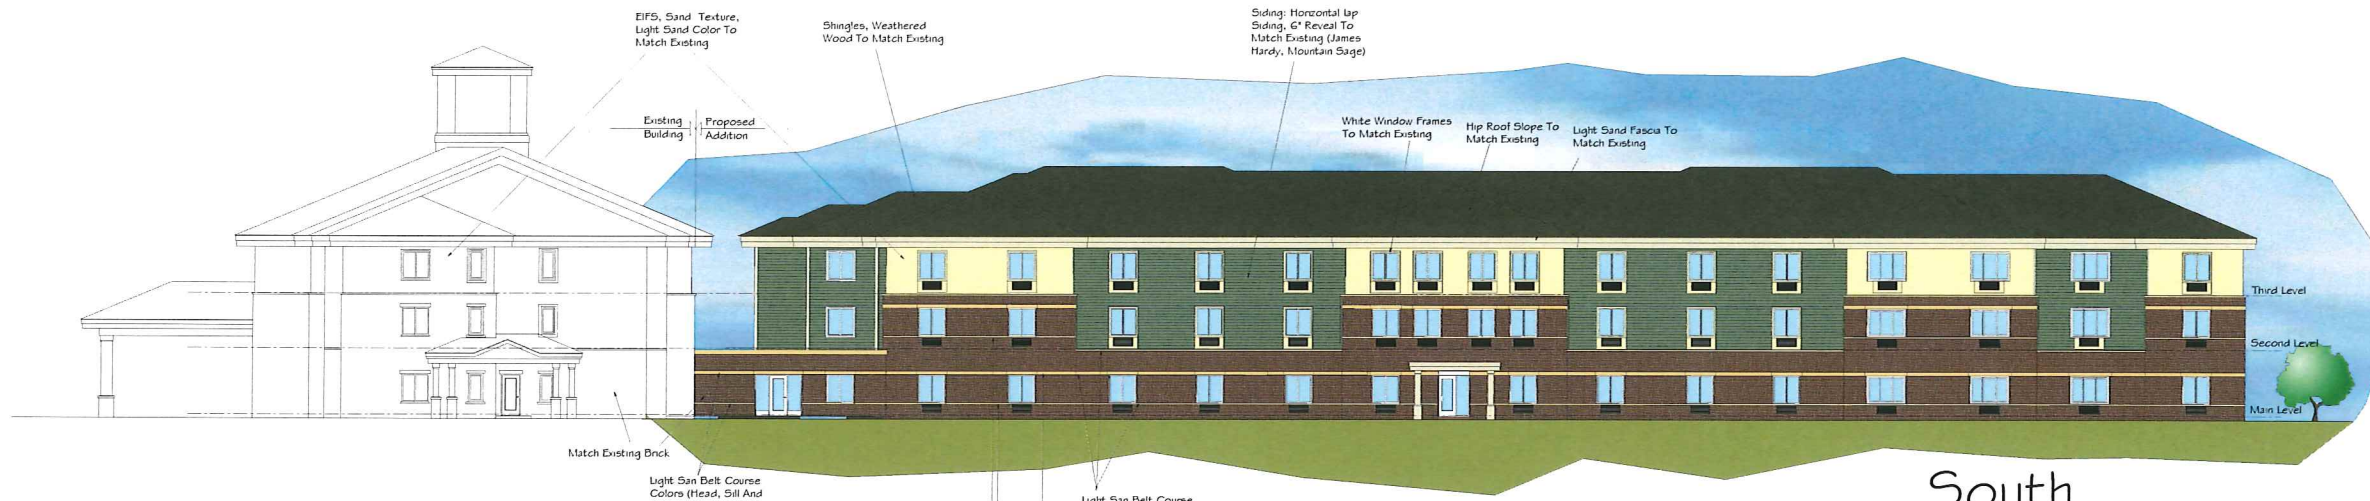 EIFS, Sand Texture,
Light Sand Color To
Match Existing
Shingles, Weathered
Wood To Match Existing
Siding: Horizontal lap
Siding, 6" Reveal To
Match Existing (James
Hardy, Mountain Sage)
Existing
Building
Proposed
Addition
White Window Frames
To Match Existing
Hip Roof Slope To
Match Existing
Light Sand Fascia To
Match Existing
Third Level
Second Level
Main Level
Match Existing Brick
Light San Belt Course
Colors (Head, Sill And
Light San Belt Course
South